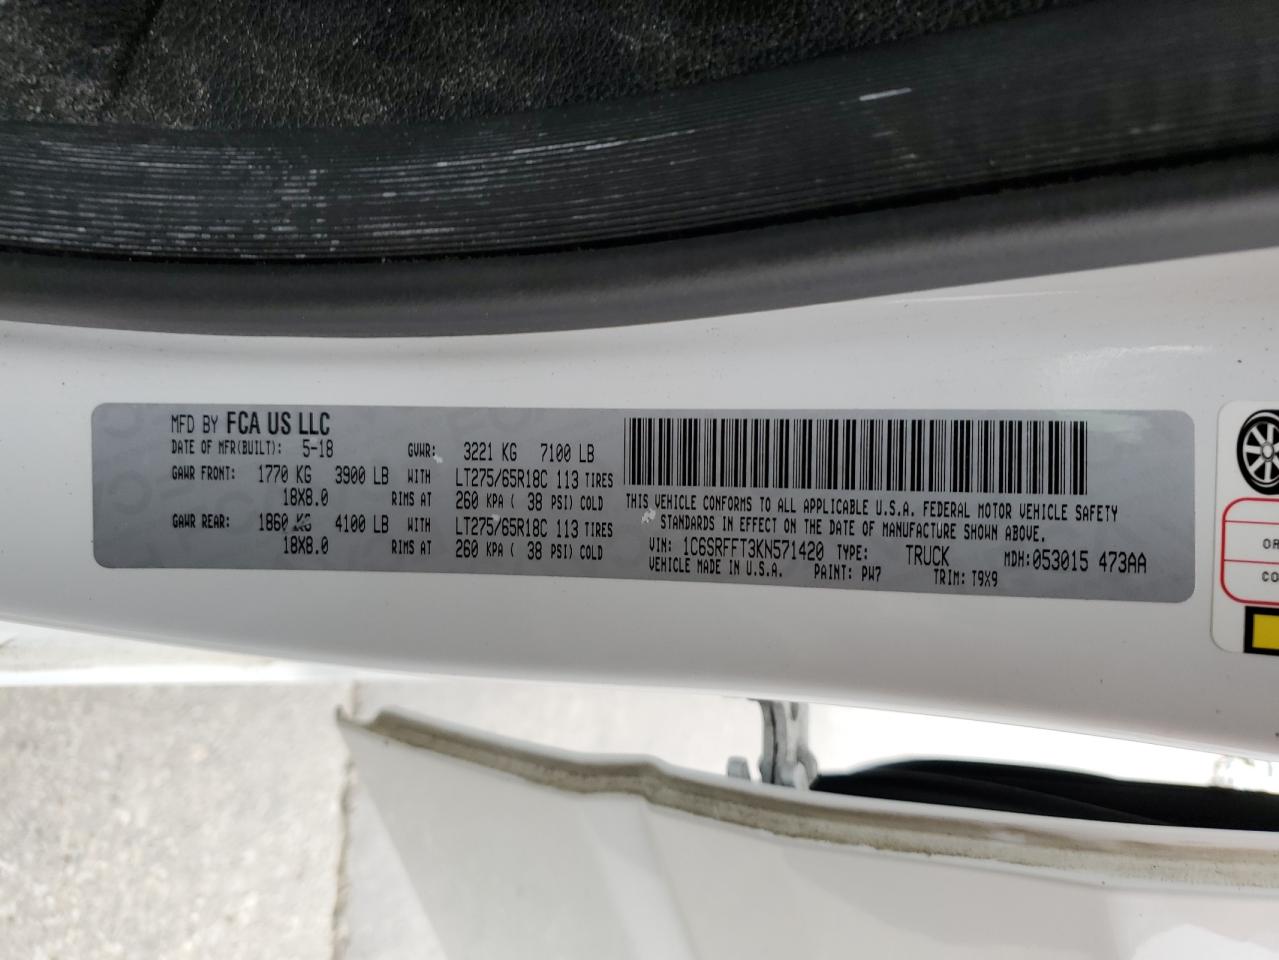 MFD BY FCA US LLC
DATE OF MFR(BUILT): 5-18 GVWR: 3221 KG 7100 LB
GAWR FRONT: 1770 KG 3900 LB WITH LT275/65R18C 113 TIRES
18X8.0 RIMS AT 260 KPA ( 38 PSI) COLD
GAWR REAR: 1860 KG 4100 LB WITH LT275/65R18C 113 TIRES
18X8.0 RIMS AT 260 KPA ( 38 PSI) COLD
THIS VEHICLE CONFORMS TO ALL APPLICABLE U.S.A. FEDERAL MOTOR VEHICLE SAFETY
STANDARDS IN EFFECT ON THE DATE OF MANUFACTURE SHOWN ABOVE.
VIN: 1C6SRFFT3KN571420 TYPE: TRUCK MDH: 053015 473AA
VEHICLE MADE IN U.S.A. PAINT: PW7 TRIM: T9X9